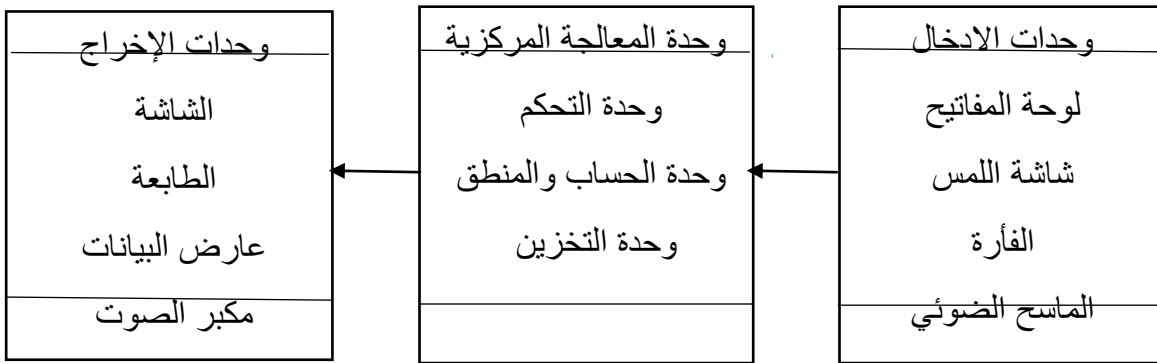 وحدات الادخال
لوحة المفاتيح
شاشة اللمس
الفأرة
الماسح الضوئي
وحدة المعالجة المركزية
وحدة التحكم
وحدة الحساب والمنطق
وحدة التخزين
وحدات الإخراج
الشاشة
الطابعة
عارض البيانات
مكبر الصوت